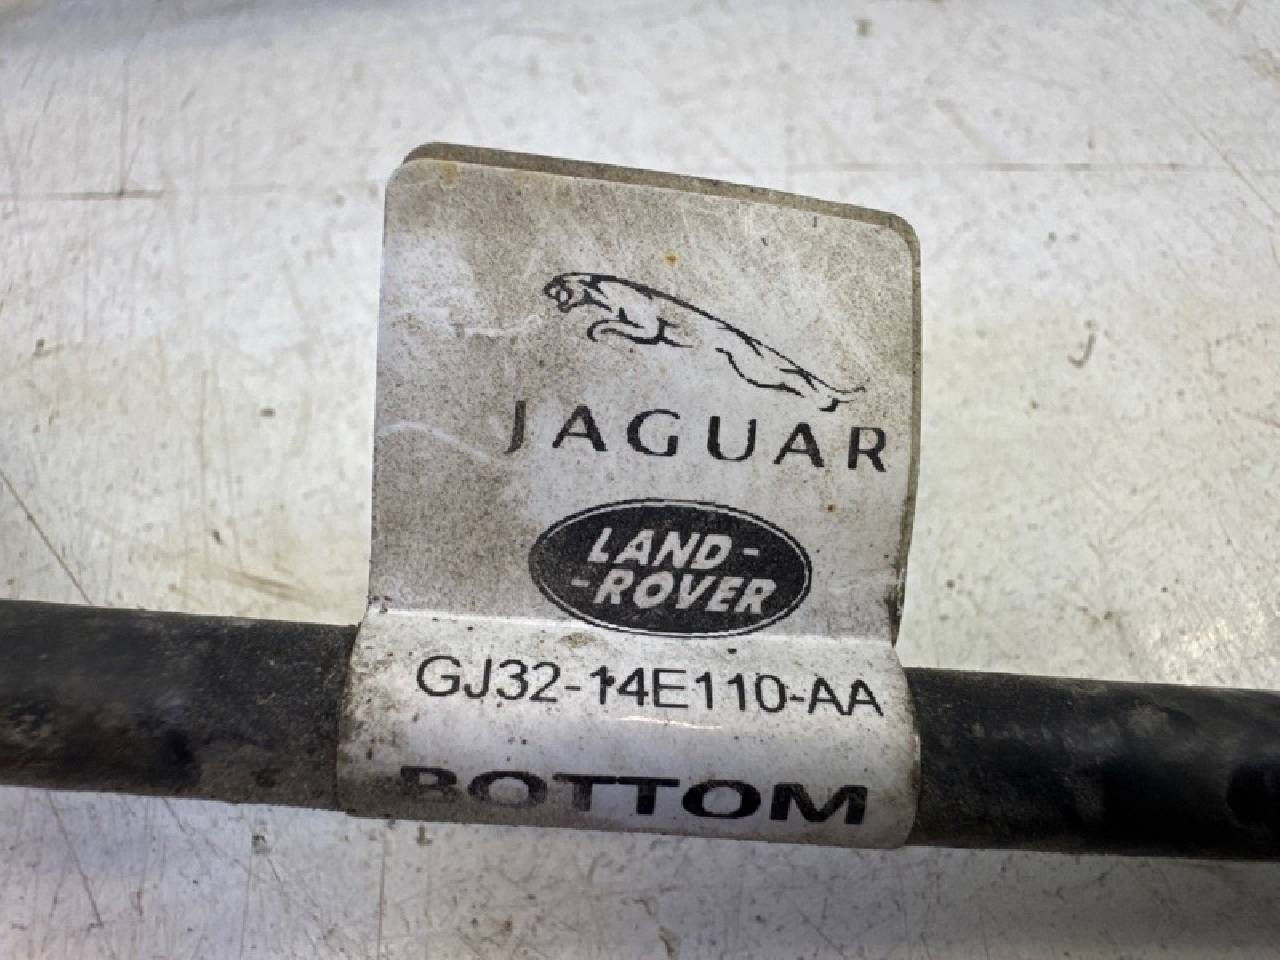 JAGUAR
LAND-
-ROVER
GJ32-14E110-AA
BOTTOM